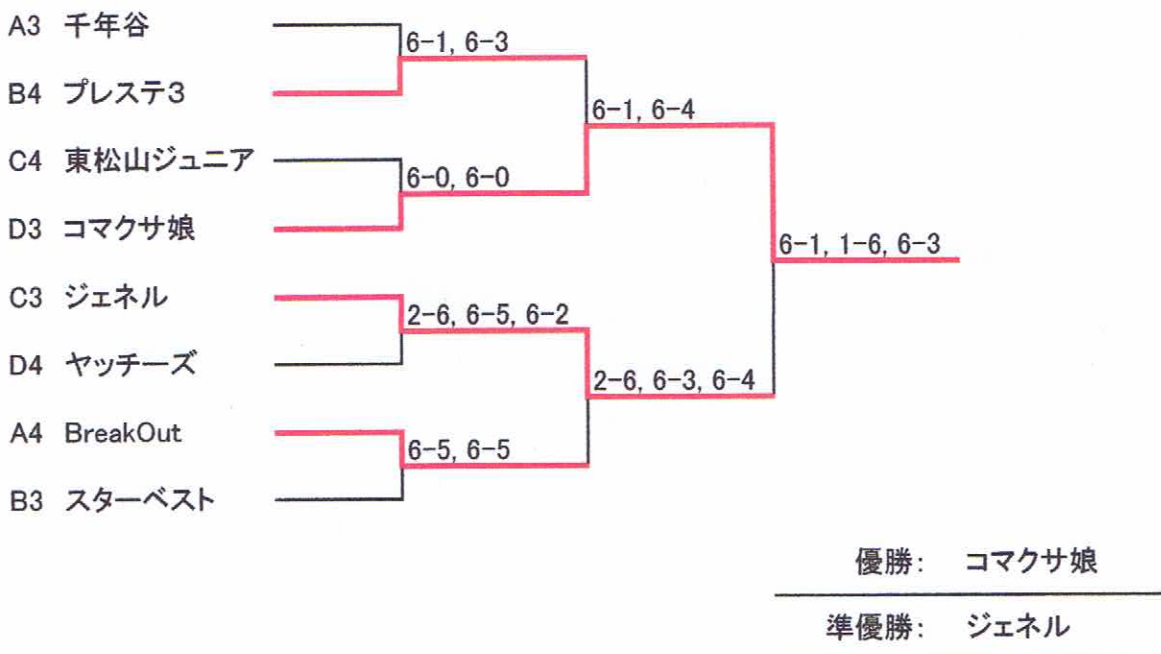 A3 千年谷
6-1, 6-3
B4 プレステ3
6-1, 6-4
C4 東松山ジュニア
6-0, 6-0
D3 コマクサ娘
6-1, 1-6, 6-3
C3 ジェネル
2-6, 6-5, 6-2
D4 ヤッチーズ
2-6, 6-3, 6-4
A4 BreakOut
6-5, 6-5
B3 スターベスト
優勝: コマクサ娘
準優勝: ジェネル